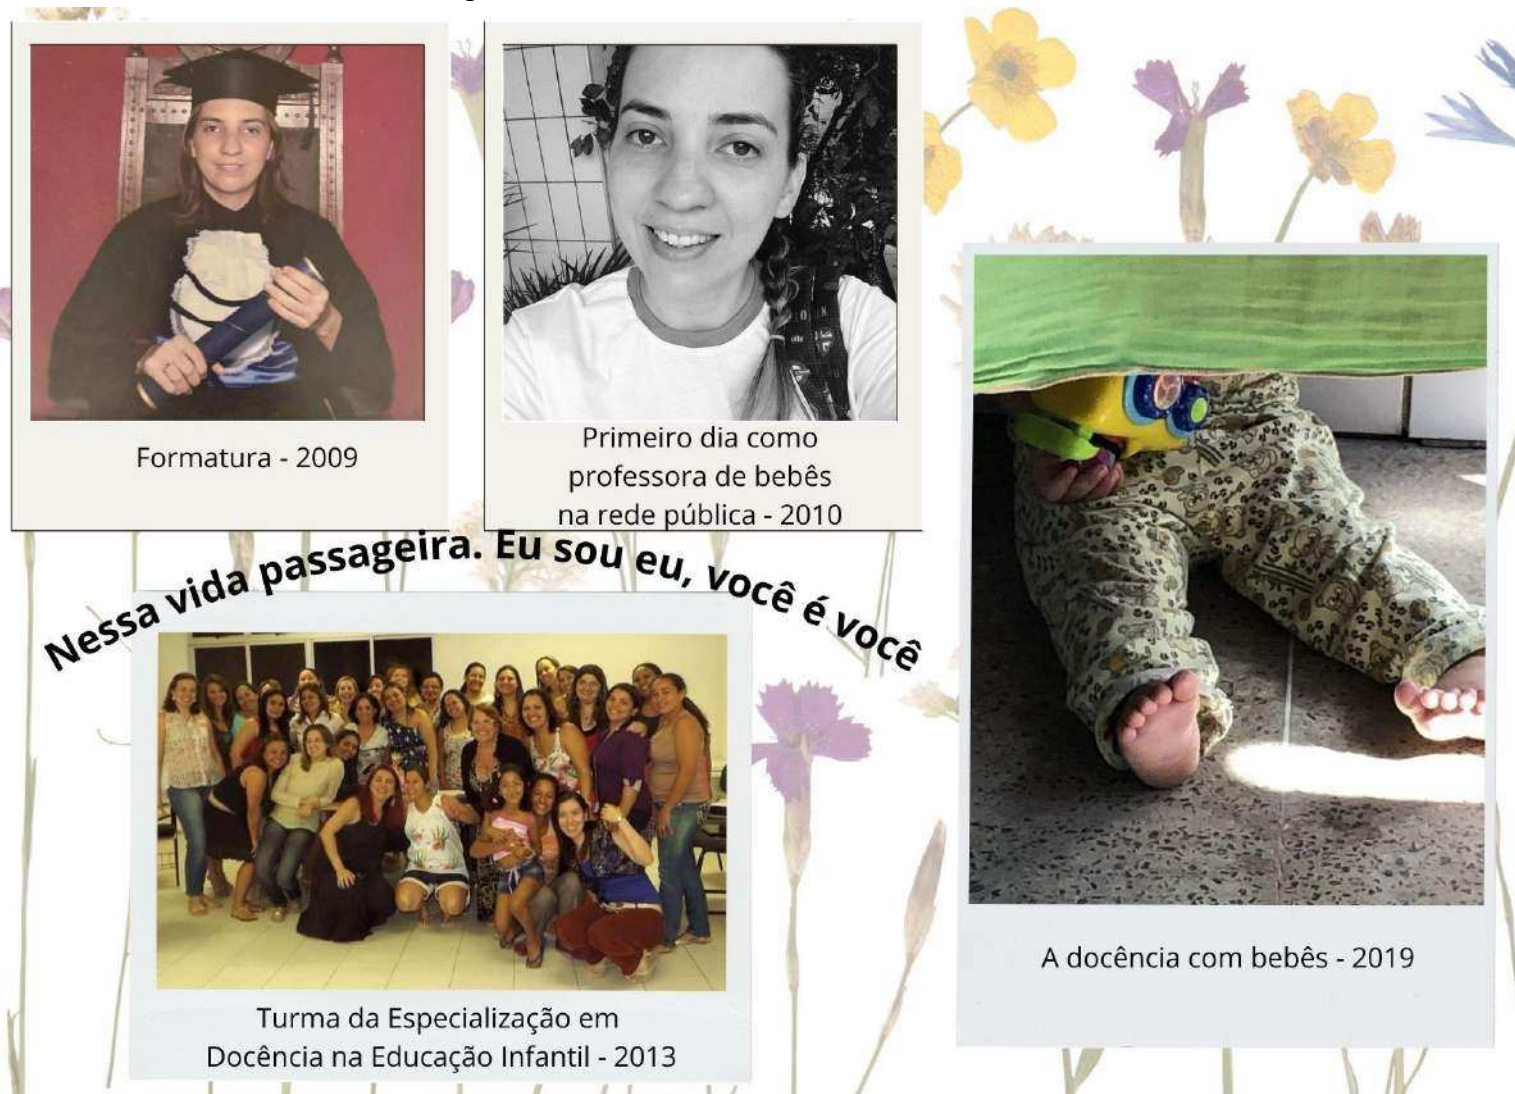 Formatura - 2009
Primeiro dia como
professora de bebês
na rede pública - 2010
Nessa vida passageira. Eu sou eu, você é você
Turma da Especialização em
Docência na Educação Infantil - 2013
A docência com bebês - 2019